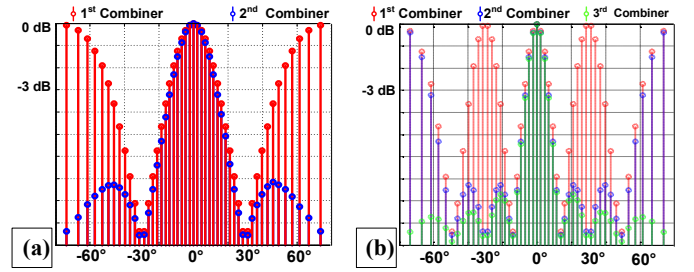 1st Combiner 2nd Combiner
0 dB
-3 dB
-60° -30° 0° 30° 60°
(a)
1st Combiner 2nd Combiner 3rd Combiner
0 dB
-3 dB
-60° -30° 0° 30° 60°
(b)